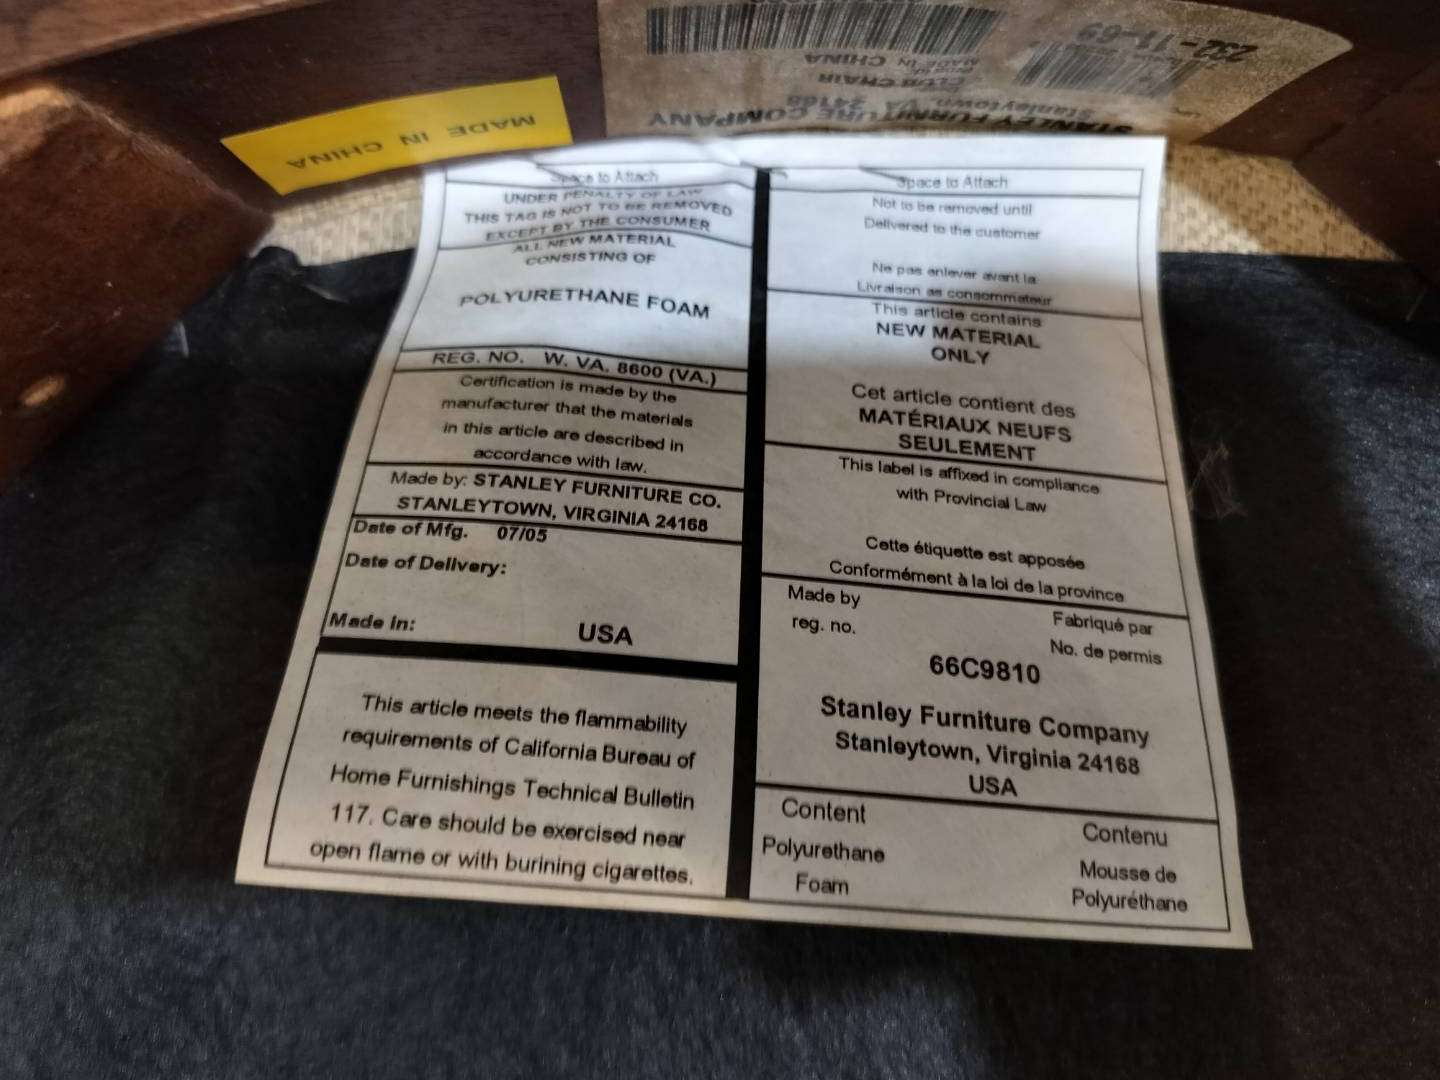 232-11-69
MADE IN CHINA
CLUB CHAIR
Stanleytown, VA 24168
STANLEY FURNITURE COMPANY
MADE IN CHINA
Space to Attach
UNDER PENALTY OF LAW
THIS TAG IS NOT TO BE REMOVED
EXCEPT BY THE CONSUMER
ALL NEW MATERIAL
CONSISTING OF
POLYURETHANE FOAM
REG. NO. W. VA. 8600 (VA.)
Certification is made by the
manufacturer that the materials
in this article are described in
accordance with law.
Made by: STANLEY FURNITURE CO.
STANLEYTOWN, VIRGINIA 24168
Date of Mfg. 07/05
Date of Delivery:
Made in: USA
This article meets the flammability
requirements of California Bureau of
Home Furnishings Technical Bulletin
117. Care should be exercised near
open flame or with burining cigarettes.
Space to Attach
Not to be removed until
Delivered to the customer
Ne pas enlever avant la
Livraison as consommateur
This article contains
NEW MATERIAL
ONLY
Cet article contient des
MATÉRIAUX NEUFS
SEULEMENT
This label is affixed in compliance
with Provincial Law
Cette étiquette est apposée
Conformément à la loi de la province
Made by Fabriqué par
reg. no. No. de permis
66C9810
Stanley Furniture Company
Stanleytown, Virginia 24168
USA
Content Contenu
Polyurethane Mousse de
Foam Polyuréthane